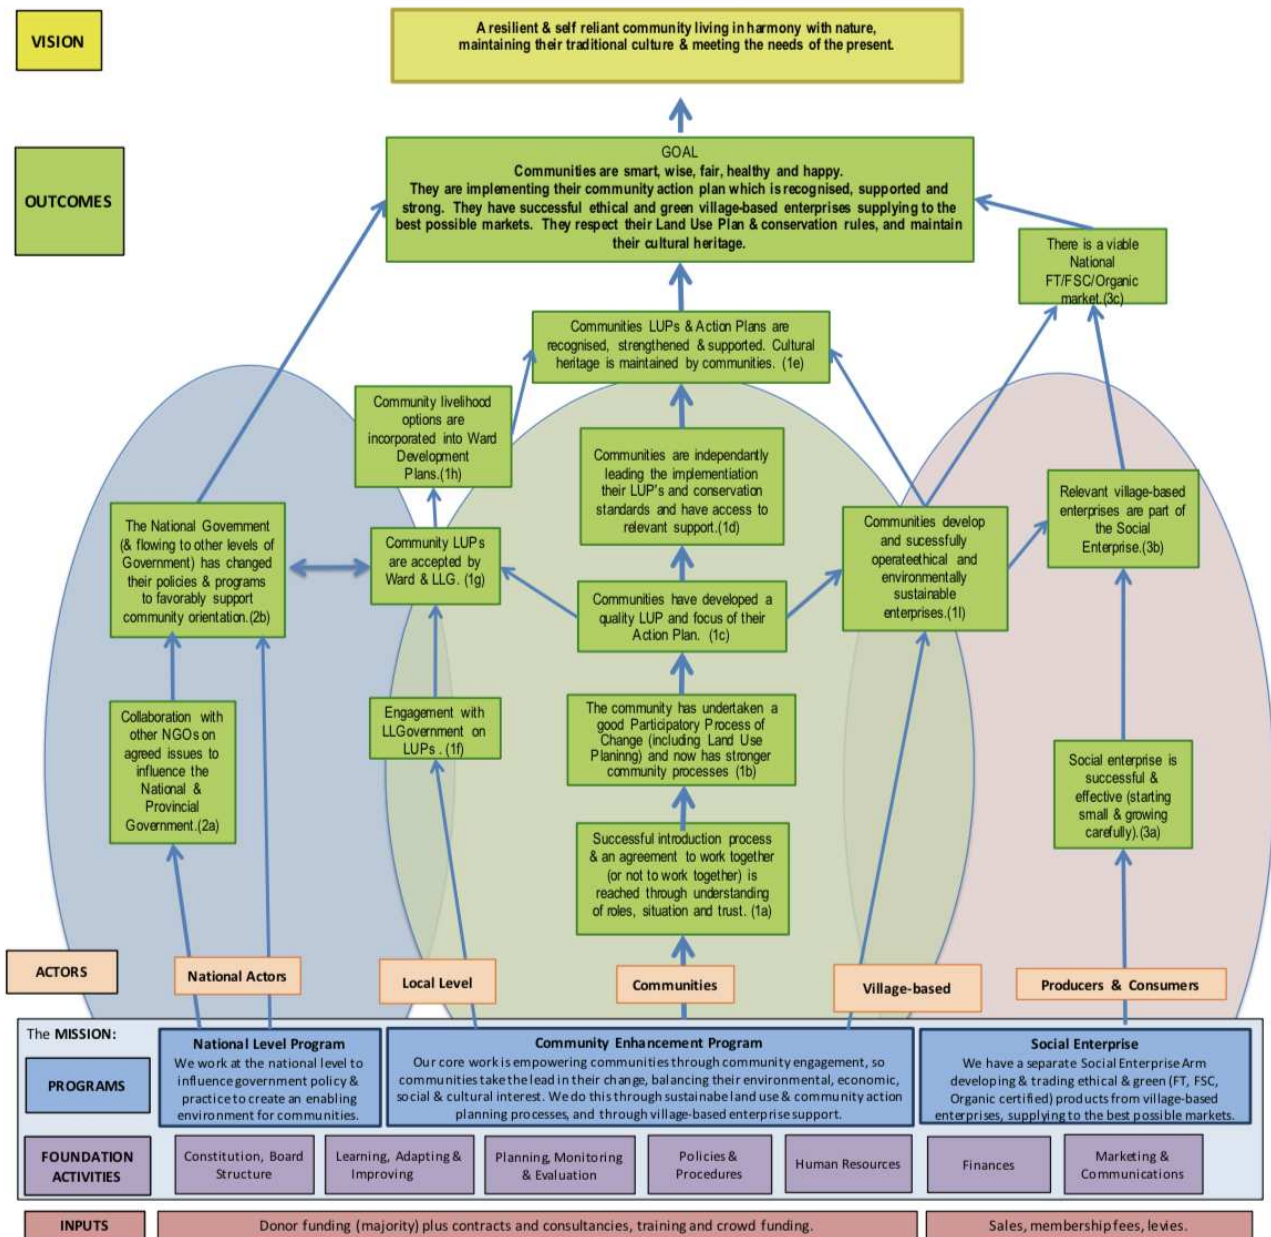 VISION
A resilient & self reliant community living in harmony with nature,
maintaining their traditional culture & meeting the needs of the present.
OUTCOMES
GOAL
Communities are smart, wise, fair, healthy and happy.
They are implementing their community action plan which is recognised, supported and
strong. They have successful ethical and green village-based enterprises supplying to the
best possible markets. They respect their Land Use Plan & conservation rules, and maintain
their cultural heritage.
There is a viable
National
FT/FSC/Organic
market.(3c)
Communities LUPs & Action Plans are
recognised, strengthened & supported. Cultural
heritage is maintained by communities. (1e)
Community livelihood
options are
incorporated into Ward
Development
Plans.(1h)
Communities are independantly
leading the implementiation
their LUP's and conservation
standards and have access to
relevant support.(1d)
Relevant village-based
enterprises are part of
the Social
Enterprise.(3b)
The National Government
(& flowing to other levels of
Government) has changed
their policies & programs
to favorably support
community orientation.(2b)
Community LUPs
are accepted by
Ward & LLG. (1g)
Communities develop
and sucessfully
operateethical and
environmentally
sustainable
enterprises.(1I)
Communities have developed a
quality LUP and focus of their
Action Plan. (1c)
Collaboration with
other NGOs on
agreed issues to
influence the
National &
Provincial
Government.(2a)
Engagement with
LLGovernment on
LUPs . (1f)
The community has undertaken a
good Participatory Process of
Change (including Land Use
Planinng) and now has stronger
community processes (1b)
Social enterprise is
successful &
effective (starting
small & growing
carefully).(3a)
Successful introduction process
& an agreement to work together
(or not to work together) is
reached through understanding
of roles, situation and trust. (1a)
ACTORS
National Actors
Local Level
Communities
Village-based
Producers & Consumers
The MISSION:
PROGRAMS
National Level Program
We work at the national level to
influence government policy &
practice to create an enabling
environment for communities.
Community Enhancement Program
Our core work is empowering communities through community engagement, so
communities take the lead in their change, balancing their environmental, economic,
social & cultural interest. We do this through sustainabe land use & community action
planning processes, and through village-based enterprise support.
Social Enterprise
We have a separate Social Enterprise Arm
developing & trading ethical & green (FT, FSC,
Organic certified) products from village-based
enterprises, supplying to the best possible markets.
FOUNDATION
ACTIVITIES
Constitution, Board
Structure
Learning, Adapting &
Improving
Planning, Monitoring
& Evaluation
Policies &
Procedures
Human Resources
Finances
Marketing &
Communications
INPUTS
Donor funding (majority) plus contracts and consultancies, training and crowd funding.
Sales, membership fees, levies.